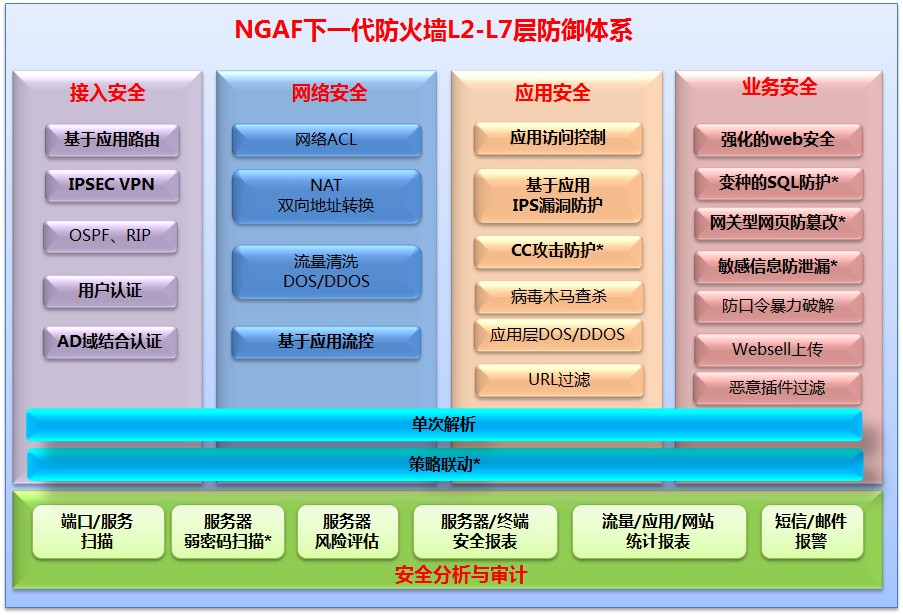 NGAF下一代防火墙L2-L7层防御体系
接入安全
基于应用路由
IPSEC VPN
OSPF、RIP
用户认证
AD域结合认证
网络安全
网络ACL
NAT
双向地址转换
流量清洗
DOS/DDOS
基于应用流控
应用安全
应用访问控制
基于应用
IPS漏洞防护
CC攻击防护*
病毒木马查杀
应用层DOS/DDOS
URL过滤
业务安全
强化的web安全
变种的SQL防护*
网关型网页防篡改*
敏感信息防泄漏*
防口令暴力破解
Websell上传
恶意插件过滤
单次解析
策略联动*
端口/服务
扫描
服务器
弱密码扫描*
服务器
风险评估
服务器/终端
安全报表
流量/应用/网站
统计报表
短信/邮件
报警
安全分析与审计